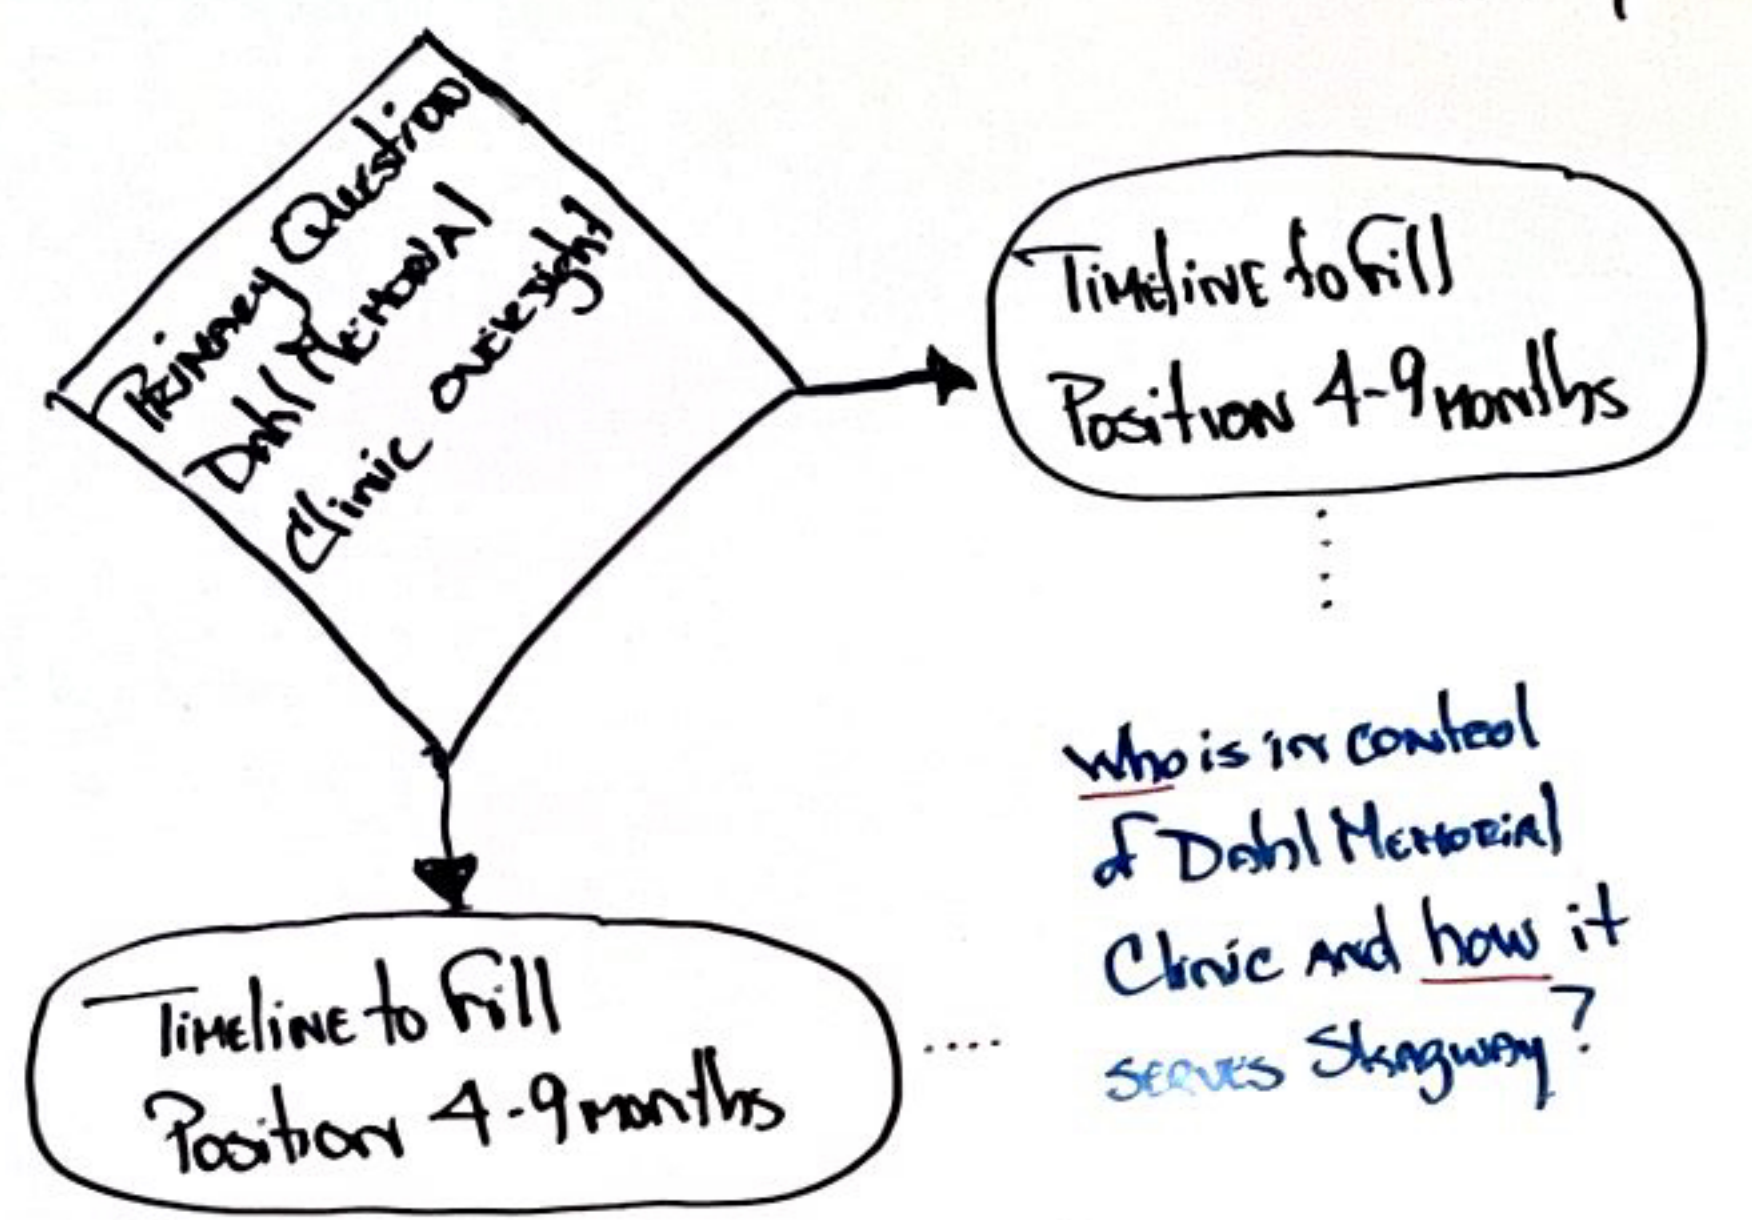 Primary Question
Dahl Memorial
Clinic oversight
Timeline to fill
Position 4-9 months
Timeline to fill
Position 4-9 months
....
....
Who is in control
of Dahl Memorial
Clinic and how it
serves Skagway?